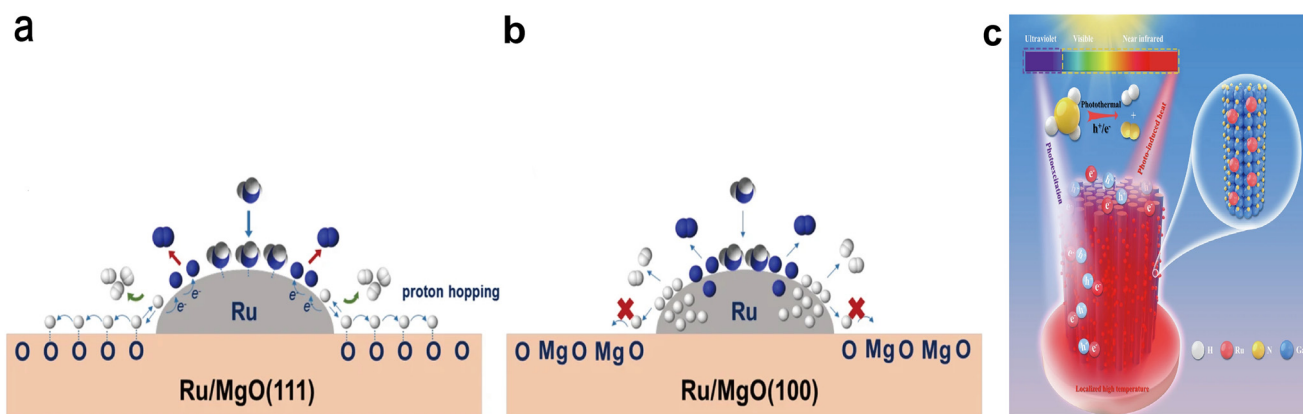 a
e⁻ e⁻
proton hopping
Ru
O O O O O O O O O O
Ru/MgO(111)
b
Ru
O Mg O Mg O O Mg O Mg O
Ru/MgO(100)
c
Ultraviolet Visible Near infrared
Photothermal
h⁺/e⁻
+
Photoexcitation
Photo-induced heat
e⁻
h⁺
e⁻
h⁺
e⁻
H Ru N Ga
Localized high temperature